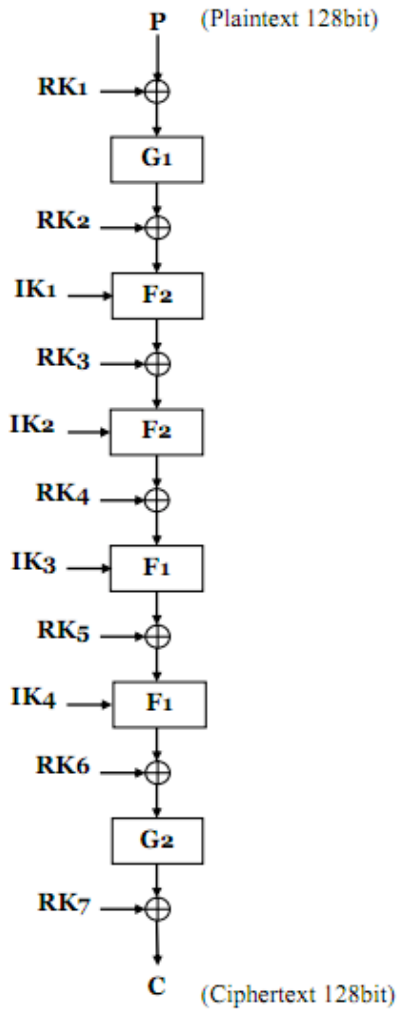 P (Plaintext 128bit)
RK1
G1
RK2
IK1 F2
RK3
IK2 F2
RK4
IK3 F1
RK5
IK4 F1
RK6
G2
RK7
C (Ciphertext 128bit)